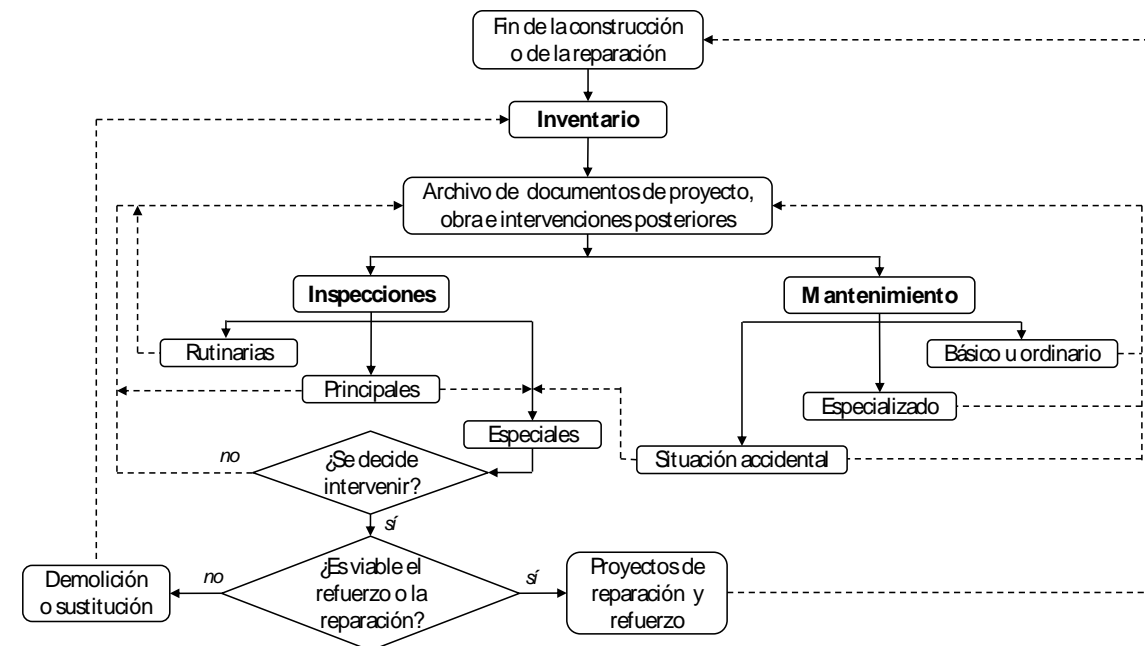 Fin de la construcción
o de la reparación
Inventario
Archivo de documentos de proyecto,
obra e intervenciones posteriores
Inspecciones
Mantenimiento
Rutinarias
Básico u ordinario
Principales
Especializado
Especiales
Situación accidental
no
¿Se decide
intervenir?
sí
Demolición
o sustitución
no
¿Es viable el
refuerzo o la
reparación?
sí
Proyectos de
reparación y
refuerzo